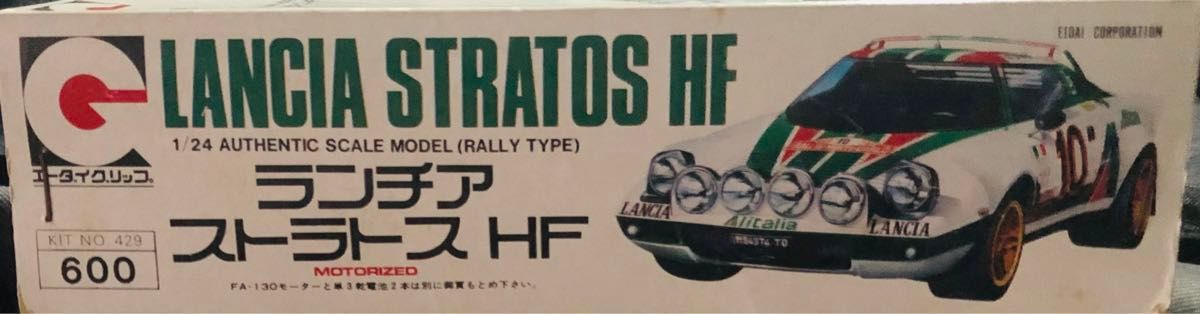 LANCIA STRATOS HF
EIDAI CORPORATION
1/24 AUTHENTIC SCALE MODEL (RALLY TYPE)
エータイグリップ
ランチア
ストラトス HF
KIT NO. 429
600
MOTORIZED
FA-130モーターと単3乾電池2本は別に御買もとめ下さい。
10
LANCIA
Alitalia
LANCIA
TO